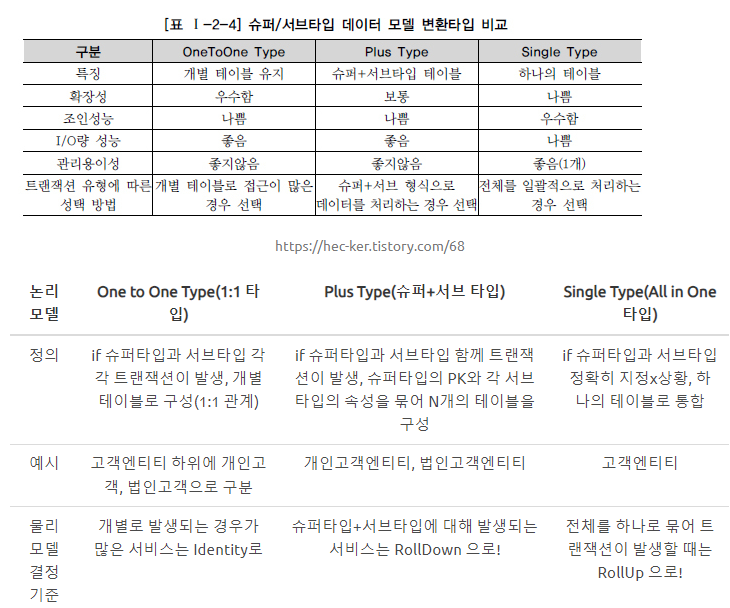 [표 Ⅰ-2-4] 슈퍼/서브타입 데이터 모델 변환타입 비교
구분 OneToOne Type Plus Type Single Type
특징 개별 테이블 유지 슈퍼+서브타입 테이블 하나의 테이블
확장성 우수함 보통 나쁨
조인성능 나쁨 나쁨 우수함
I/O량 성능 좋음 좋음 나쁨
관리용이성 좋지않음 좋지않음 좋음(1개)
트랜잭션 유형에 따른 개별 테이블로 접근이 많은 슈퍼+서브 형식으로 전체를 일괄적으로 처리하는
성택 방법 경우 선택 데이터를 처리하는 경우 선택 경우 선택
https://hec-ker.tistory.com/68
논리 One to One Type(1:1 타 Plus Type(슈퍼+서브 타입) Single Type(All in One
모델 입) 타입)
정의 if 슈퍼타입과 서브타입 각 if 슈퍼타입과 서브타입 함께 트랜잭 if 슈퍼타입과 서브타입
각 트랜잭션이 발생, 개별 션이 발생, 슈퍼타입의 PK와 각 서브 정확히 지정x상황, 하
테이블로 구성(1:1 관계) 타입의 속성을 묶어 N개의 테이블을 나의 테이블로 통합
구성
예시 고객엔티티 하위에 개인고 개인고객엔티티, 법인고객엔티티 고객엔티티
객, 법인고객으로 구분
물리 개별로 발생되는 경우가 슈퍼타입+서브타입에 대해 발생되는 전체를 하나로 묶어 트
모델 많은 서비스는 Identity로 서비스는 RollDown 으로! 랜잭션이 발생할 때는
결정 RollUp 으로!
기준